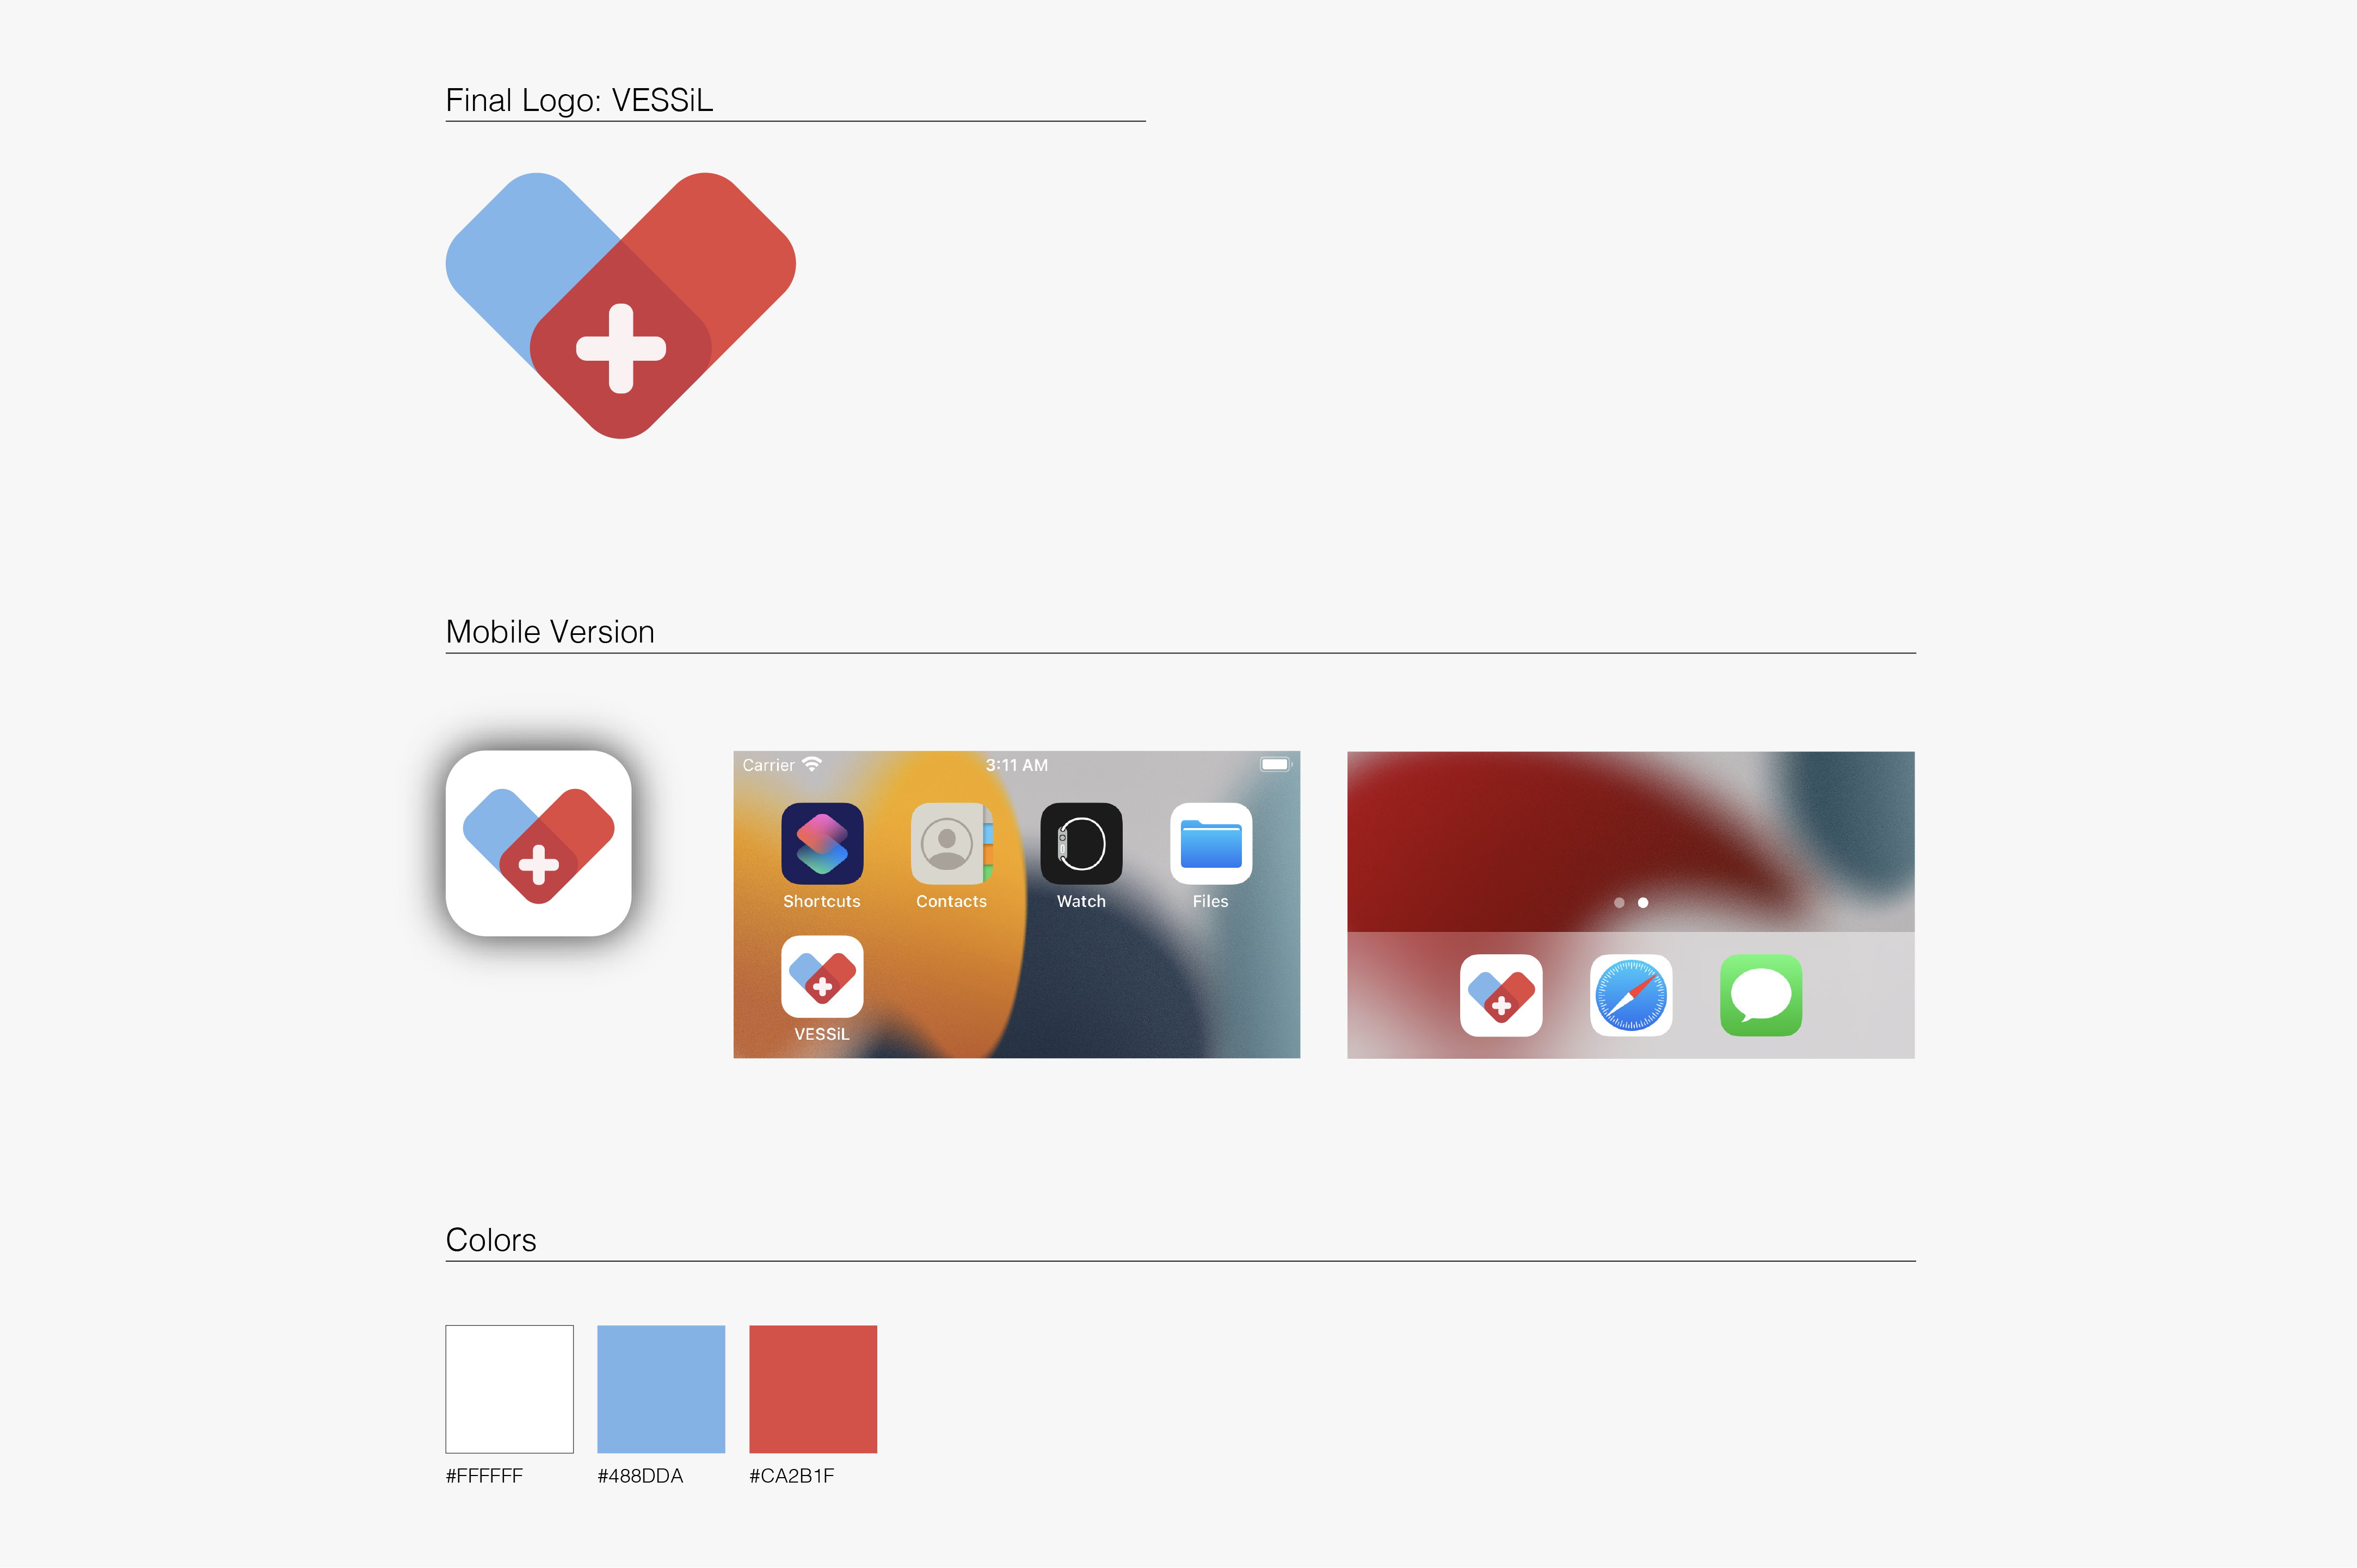 Final Logo: VESSiL
Mobile Version
Carrier 3:11 AM
Shortcuts Contacts Watch Files
VESSiL
Colors
#FFFFFF #488DDA #CA2B1F